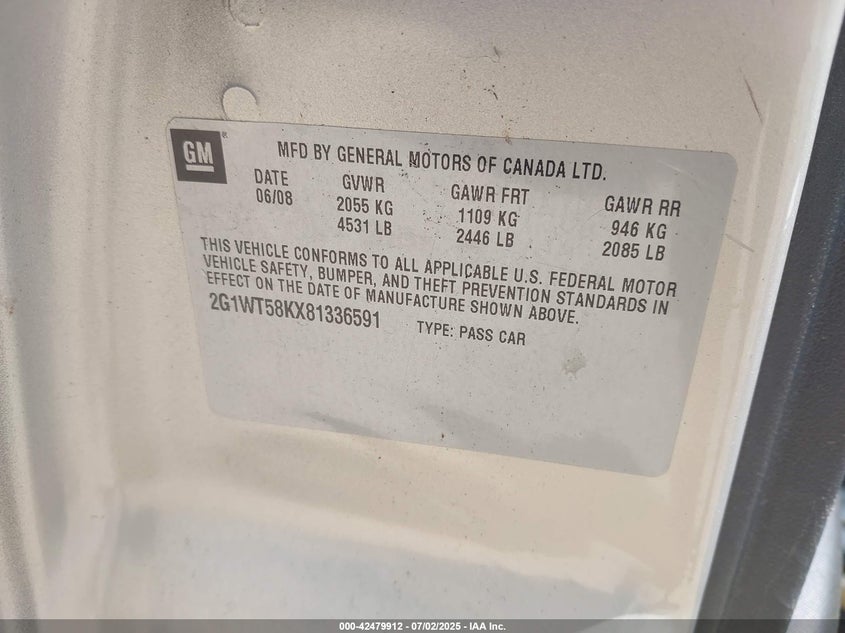 GM®
MFD BY GENERAL MOTORS OF CANADA LTD.
DATE GVWR GAWR FRT GAWR RR
06/08 2055 KG 1109 KG 946 KG
4531 LB 2446 LB 2085 LB
THIS VEHICLE CONFORMS TO ALL APPLICABLE U.S. FEDERAL MOTOR
VEHICLE SAFETY, BUMPER, AND THEFT PREVENTION STANDARDS IN
EFFECT ON THE DATE OF MANUFACTURE SHOWN ABOVE.
2G1WT58KX81336591 TYPE: PASS CAR
000-42479912 - 07/02/2025 - IAA Inc.